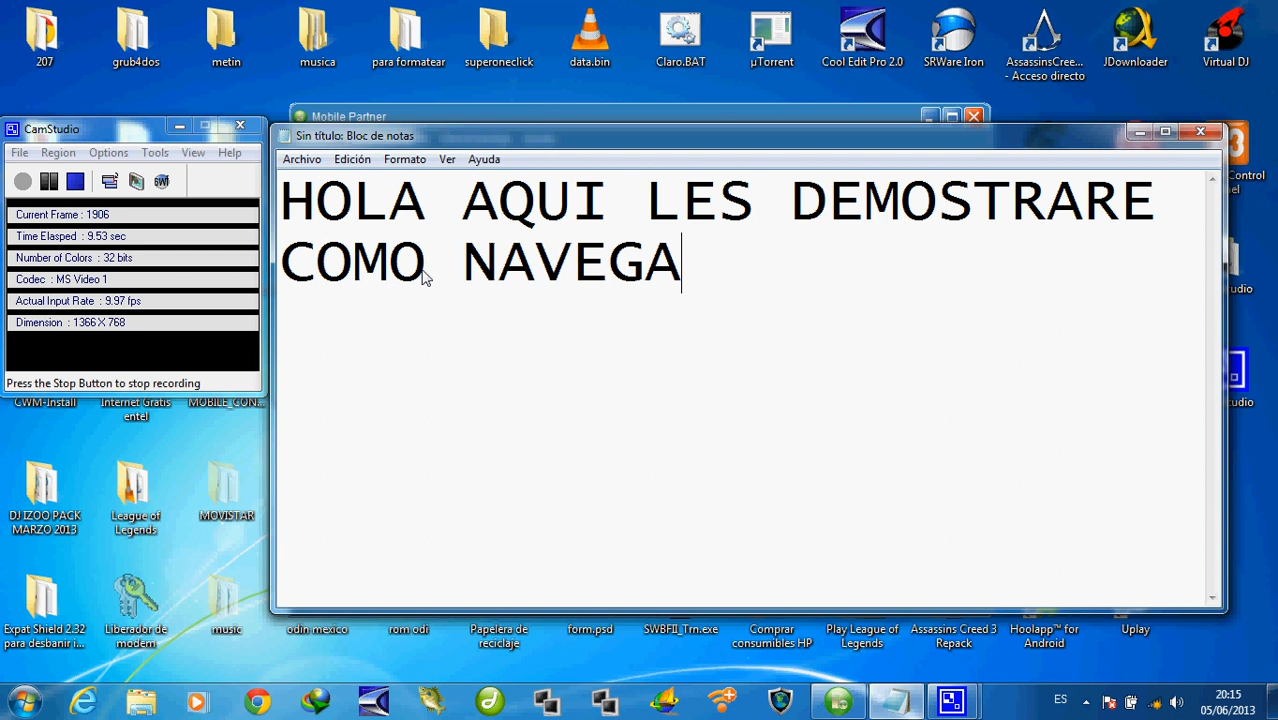 207
grub4dos
metin
musica
para formatear
superoneclick
data.bin
Claro.BAT
µTorrent
Cool Edit Pro 2.0
SRWare Iron
AssassinsCree...
- Acceso directo
JDownloader
Virtual DJ
Mobile Partner
CamStudio
File Region Options Tools View Help
Current Frame : 1906
Time Elasped : 9.53 sec
Number of Colors : 32 bits
Codec : MS Video 1
Actual Input Rate : 9.97 fps
Dimension : 1366 X 768
Press the Stop Button to stop recording
Sin título: Bloc de notas
Archivo Edición Formato Ver Ayuda
HOLA AQUI LES DEMOSTRARE
COMO NAVEGA
Control
CWM-Install
Internet Gratis
entel
MOBILE_CON...
DJ IZOO PACK
MARZO 2013
League of
Legends
MOVISTAR
Expat Shield 2.32
para desbanir i...
Liberador de
modem
music
odin mexico
rom odi
Papelera de
reciclaje
form.psd
SWBFII_Trn.exe
Comprar
consumibles HP
Play League of
Legends
Assassins Creed 3
Repack
Hoolapp™ for
Android
Uplay
ES
20:15
05/06/2013